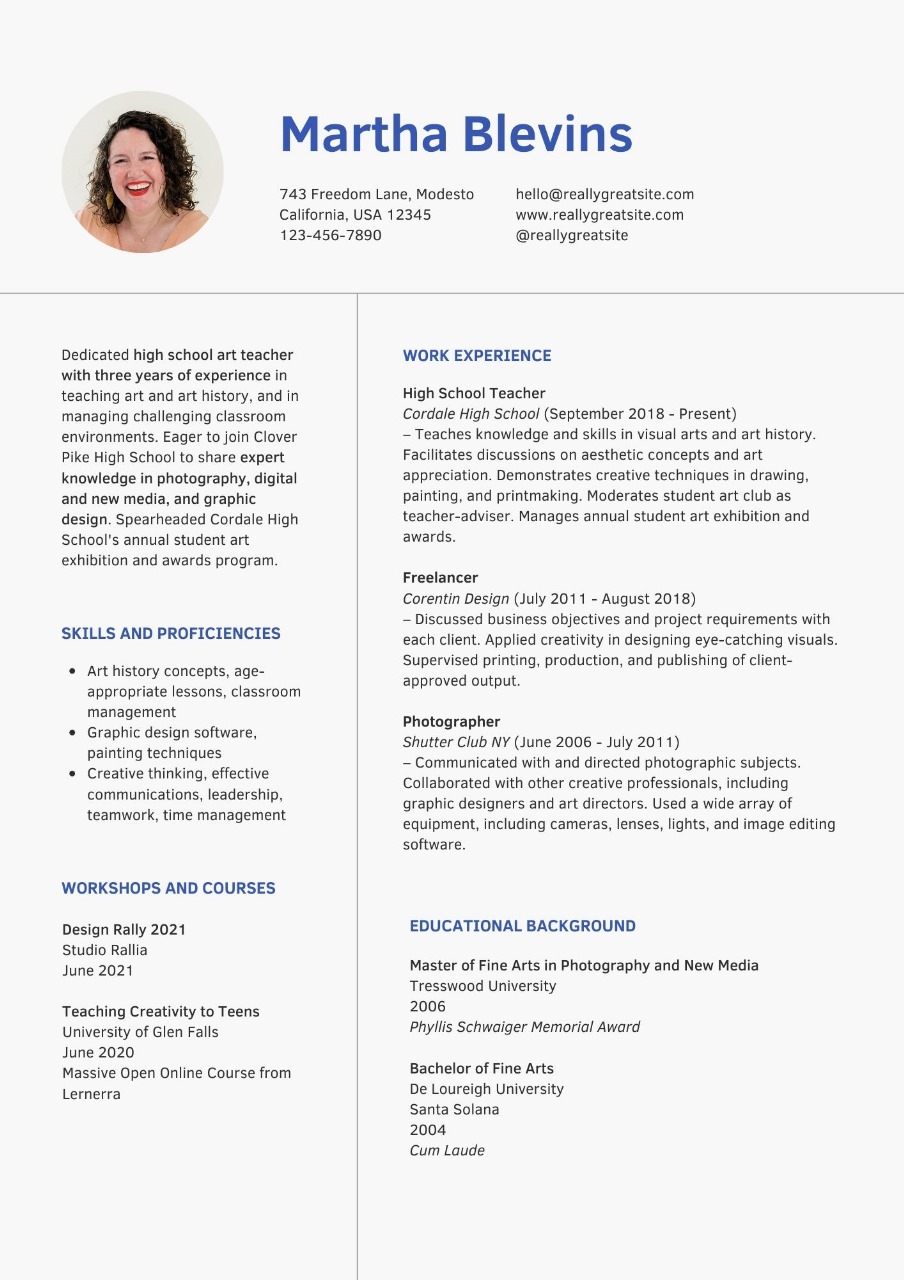 Martha Blevins
743 Freedom Lane, Modesto
California, USA 12345
123-456-7890
hello@reallygreatsite.com
www.reallygreatsite.com
@reallygreatsite
Dedicated high school art teacher
with three years of experience in
teaching art and art history, and in
managing challenging classroom
environments. Eager to join Clover
Pike High School to share expert
knowledge in photography, digital
and new media, and graphic
design. Spearheaded Cordale High
School's annual student art
exhibition and awards program.
SKILLS AND PROFICIENCIES
• Art history concepts, age-
appropriate lessons, classroom
management
• Graphic design software,
painting techniques
• Creative thinking, effective
communications, leadership,
teamwork, time management
WORKSHOPS AND COURSES
Design Rally 2021
Studio Rallia
June 2021
Teaching Creativity to Teens
University of Glen Falls
June 2020
Massive Open Online Course from
Lernerra
WORK EXPERIENCE
High School Teacher
Cordale High School (September 2018 - Present)
– Teaches knowledge and skills in visual arts and art history.
Facilitates discussions on aesthetic concepts and art
appreciation. Demonstrates creative techniques in drawing,
painting, and printmaking. Moderates student art club as
teacher-adviser. Manages annual student art exhibition and
awards.
Freelancer
Corentin Design (July 2011 - August 2018)
– Discussed business objectives and project requirements with
each client. Applied creativity in designing eye-catching visuals.
Supervised printing, production, and publishing of client-
approved output.
Photographer
Shutter Club NY (June 2006 - July 2011)
– Communicated with and directed photographic subjects.
Collaborated with other creative professionals, including
graphic designers and art directors. Used a wide array of
equipment, including cameras, lenses, lights, and image editing
software.
EDUCATIONAL BACKGROUND
Master of Fine Arts in Photography and New Media
Tresswood University
2006
Phyllis Schwaiger Memorial Award
Bachelor of Fine Arts
De Loureigh University
Santa Solana
2004
Cum Laude